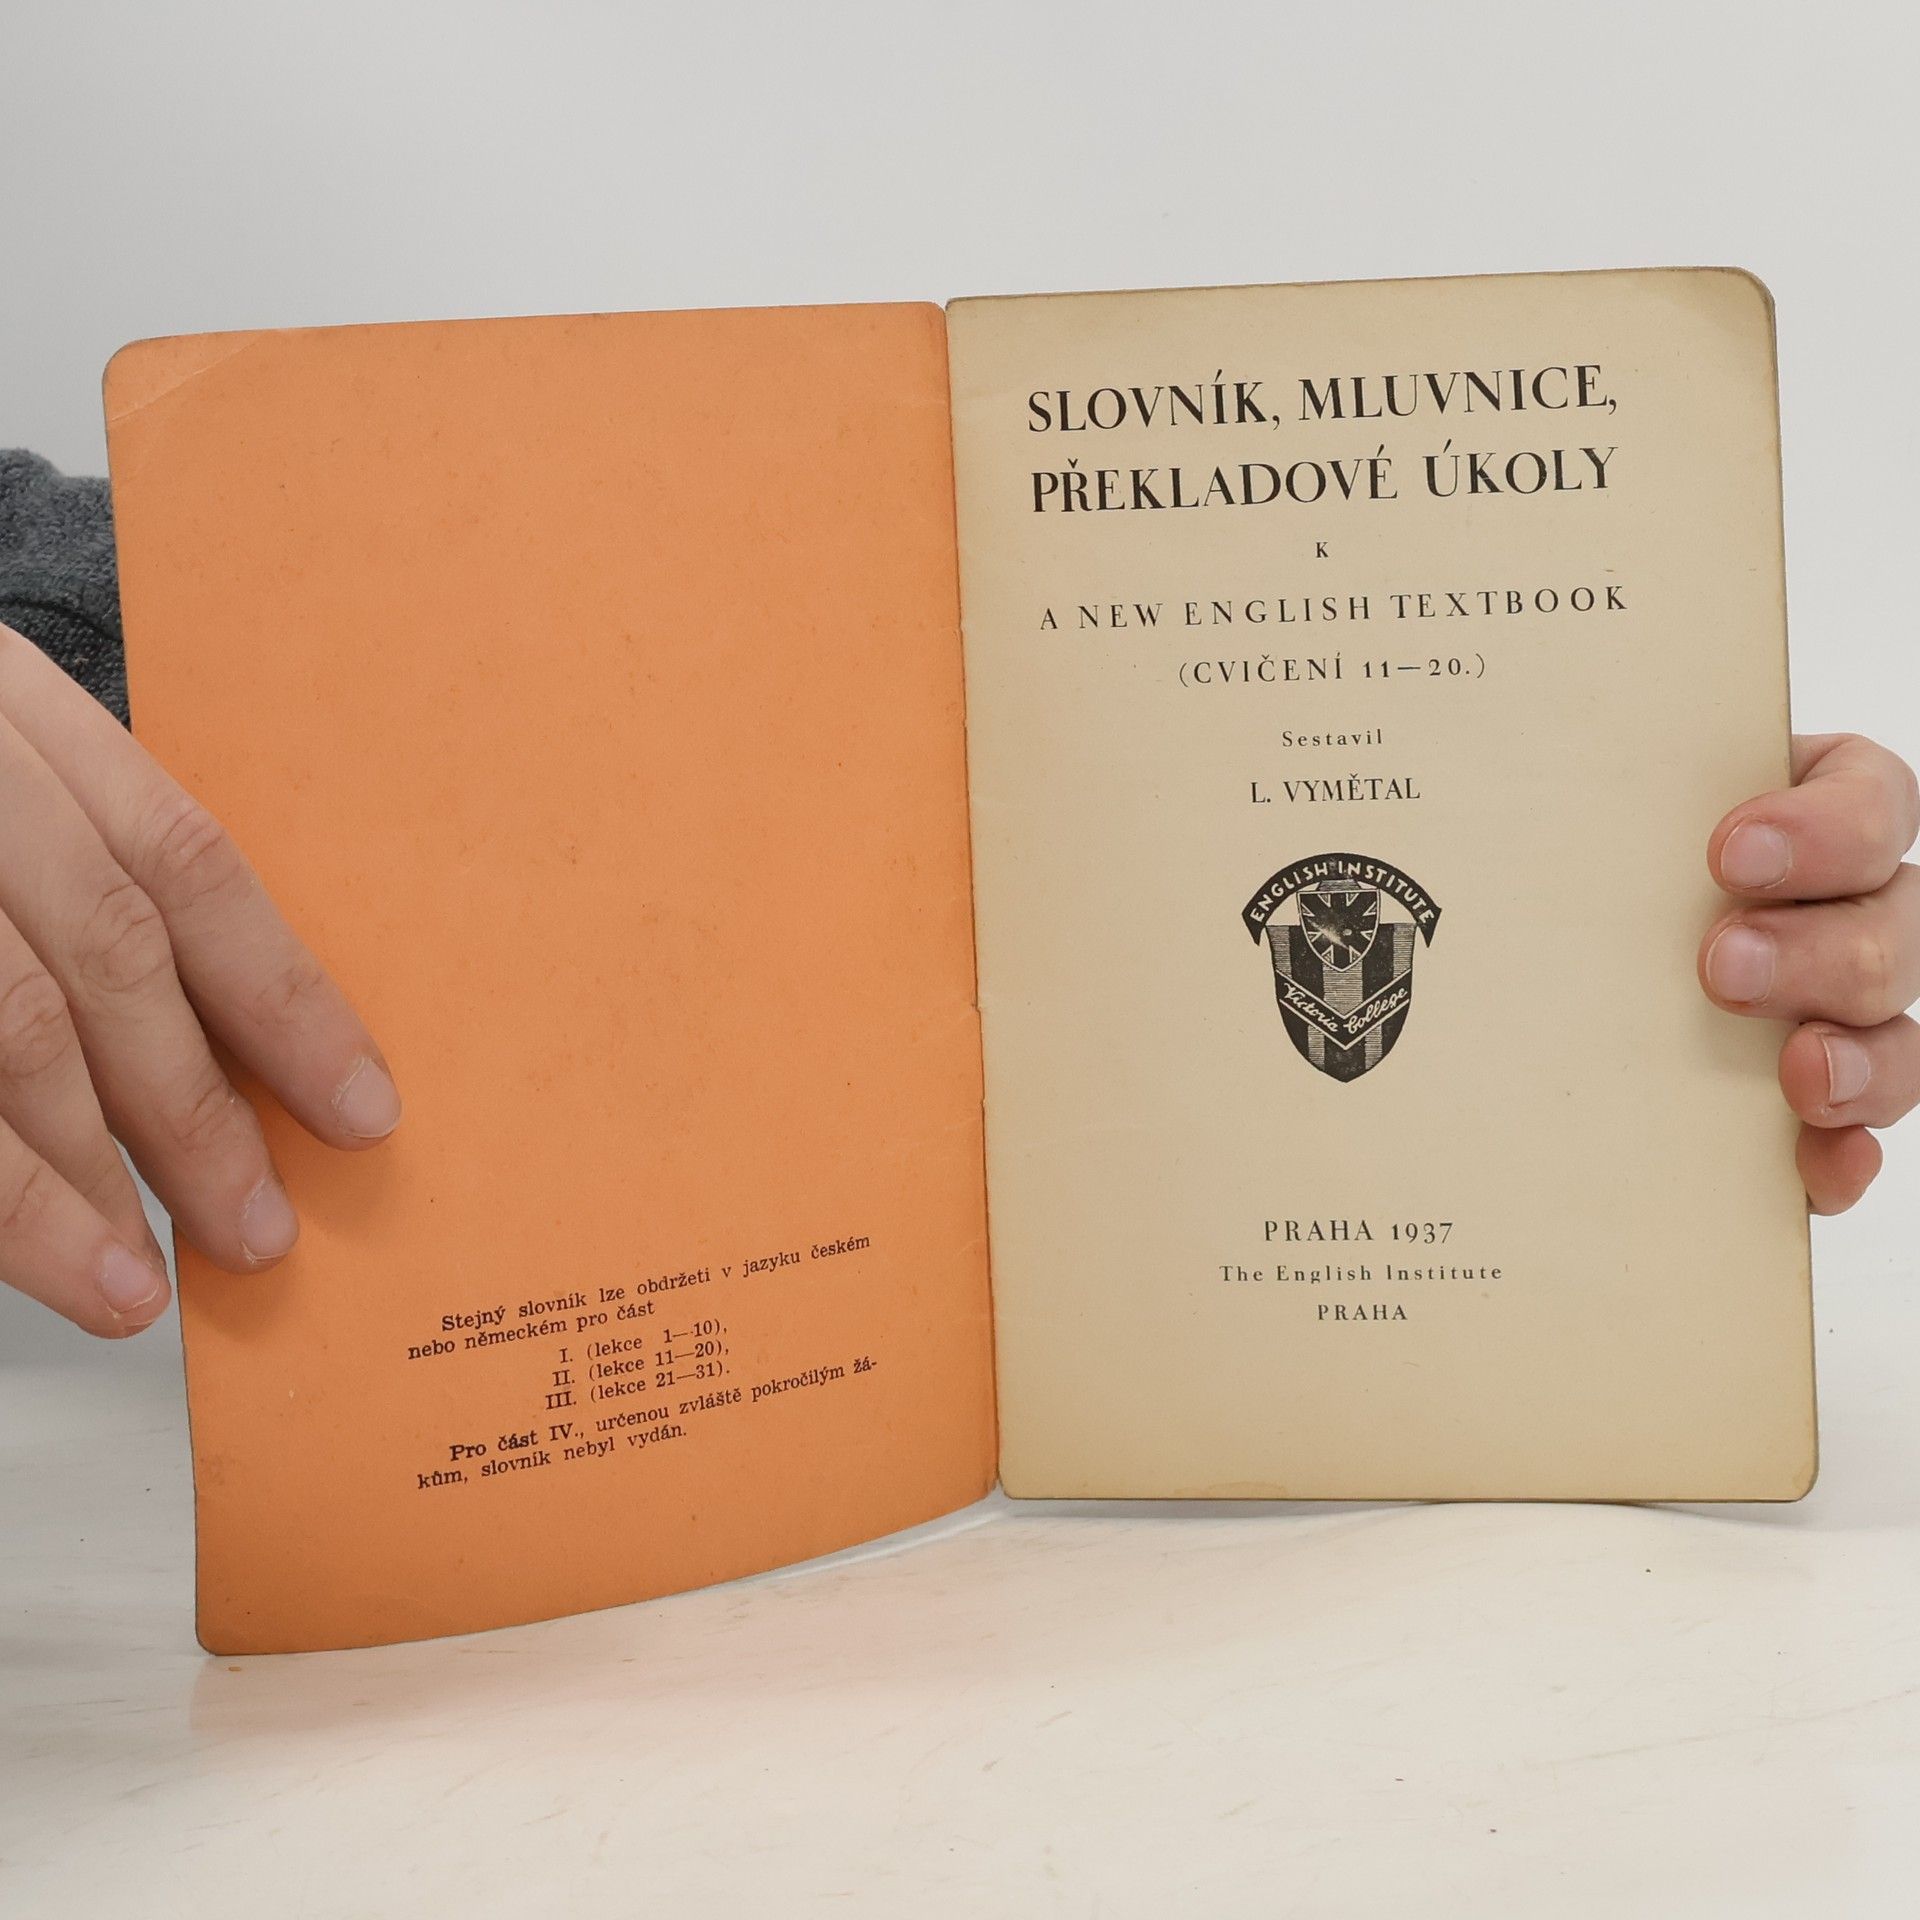 Stejný slovník lze obdržeti v jazyku českém
nebo německém pro část
I. (lekce 1—10),
II. (lekce 11—20),
III. (lekce 21—31).
Pro část IV., určenou zvláště pokročilým žá-
kům, slovník nebyl vydán.
SLOVNÍK, MLUVNICE,
PŘEKLADOVÉ ÚKOLY
K
A NEW ENGLISH TEXTBOOK
(CVIČENÍ 11—20.)
Sestavil
L. VYMĚTAL
ENGLISH INSTITUTE
Victoria College
PRAHA 1937
The English Institute
PRAHA